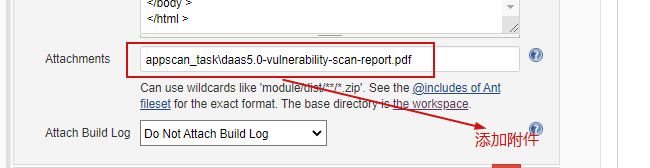 </body >
</html >
Attachments
appscan_task\daas5.0-vulnerability-scan-report.pdf
Can use wildcards like 'module/dist/**/*.zip'. See the @includes of Ant
fileset for the exact format. The base directory is the workspace.
Attach Build Log
Do Not Attach Build Log
添加附件